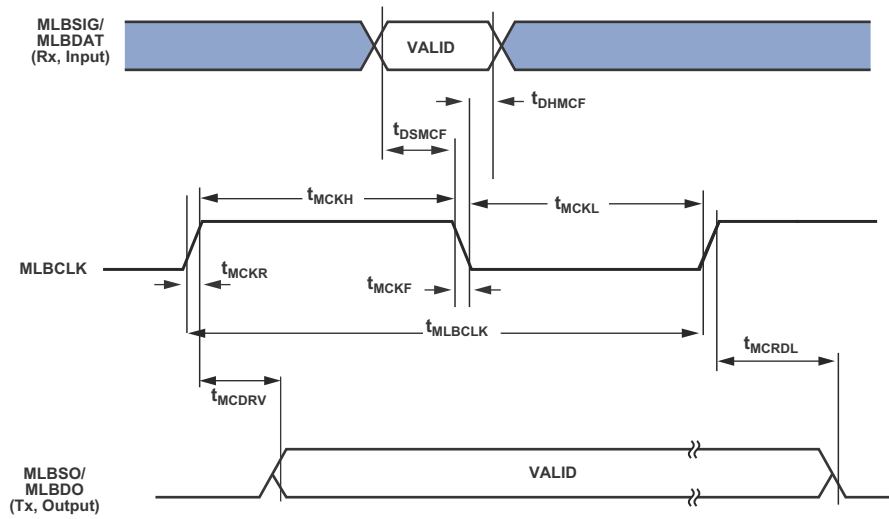 MLBSIG/
MLBDAT
(Rx, Input)
VALID
tDHMCF
tDSMCF
tMCKH
tMCKL
MLBCLK
tMCKR
tMCKF
tMLBCLK
tMCRDL
tMCDRV
MLBSO/
MLBDO
(Tx, Output)
VALID